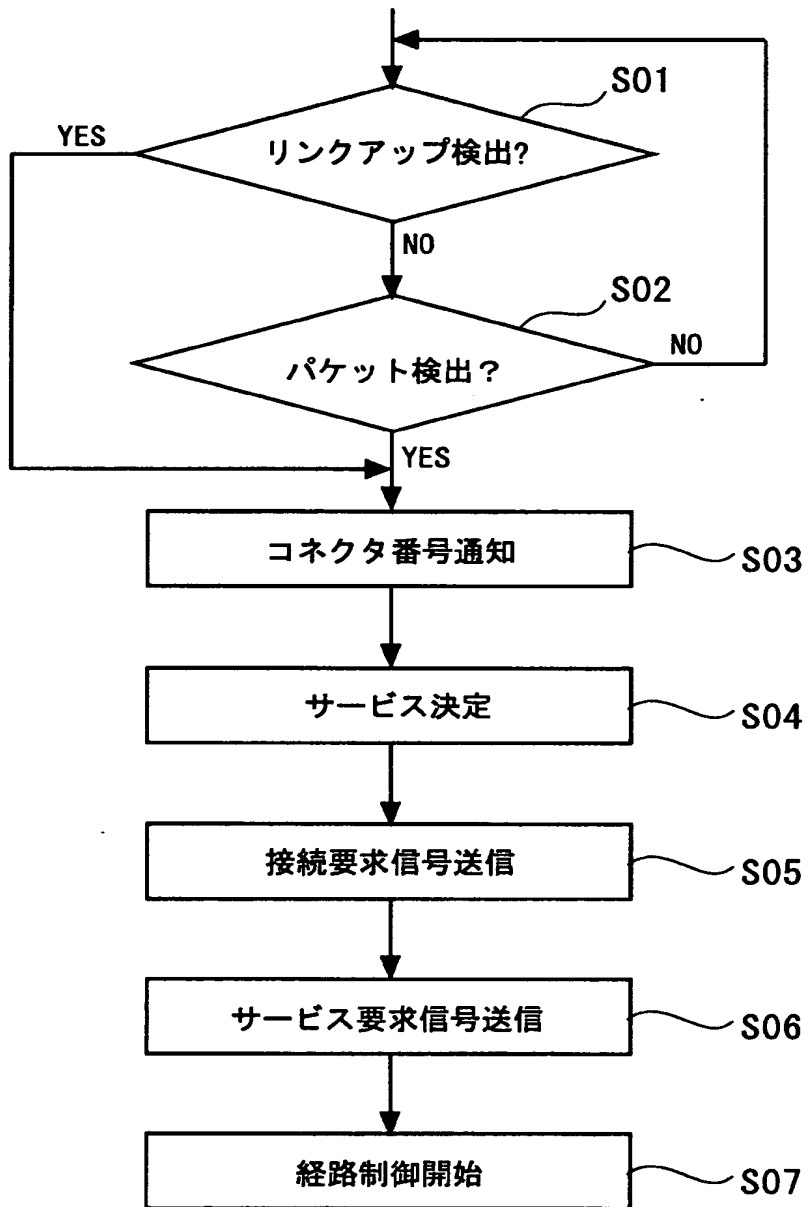 S01
YES
リンクアップ検出?
NO
S02
NO
パケット検出？
YES
コネクタ番号通知
S03
サービス決定
S04
接続要求信号送信
S05
サービス要求信号送信
S06
経路制御開始
S07